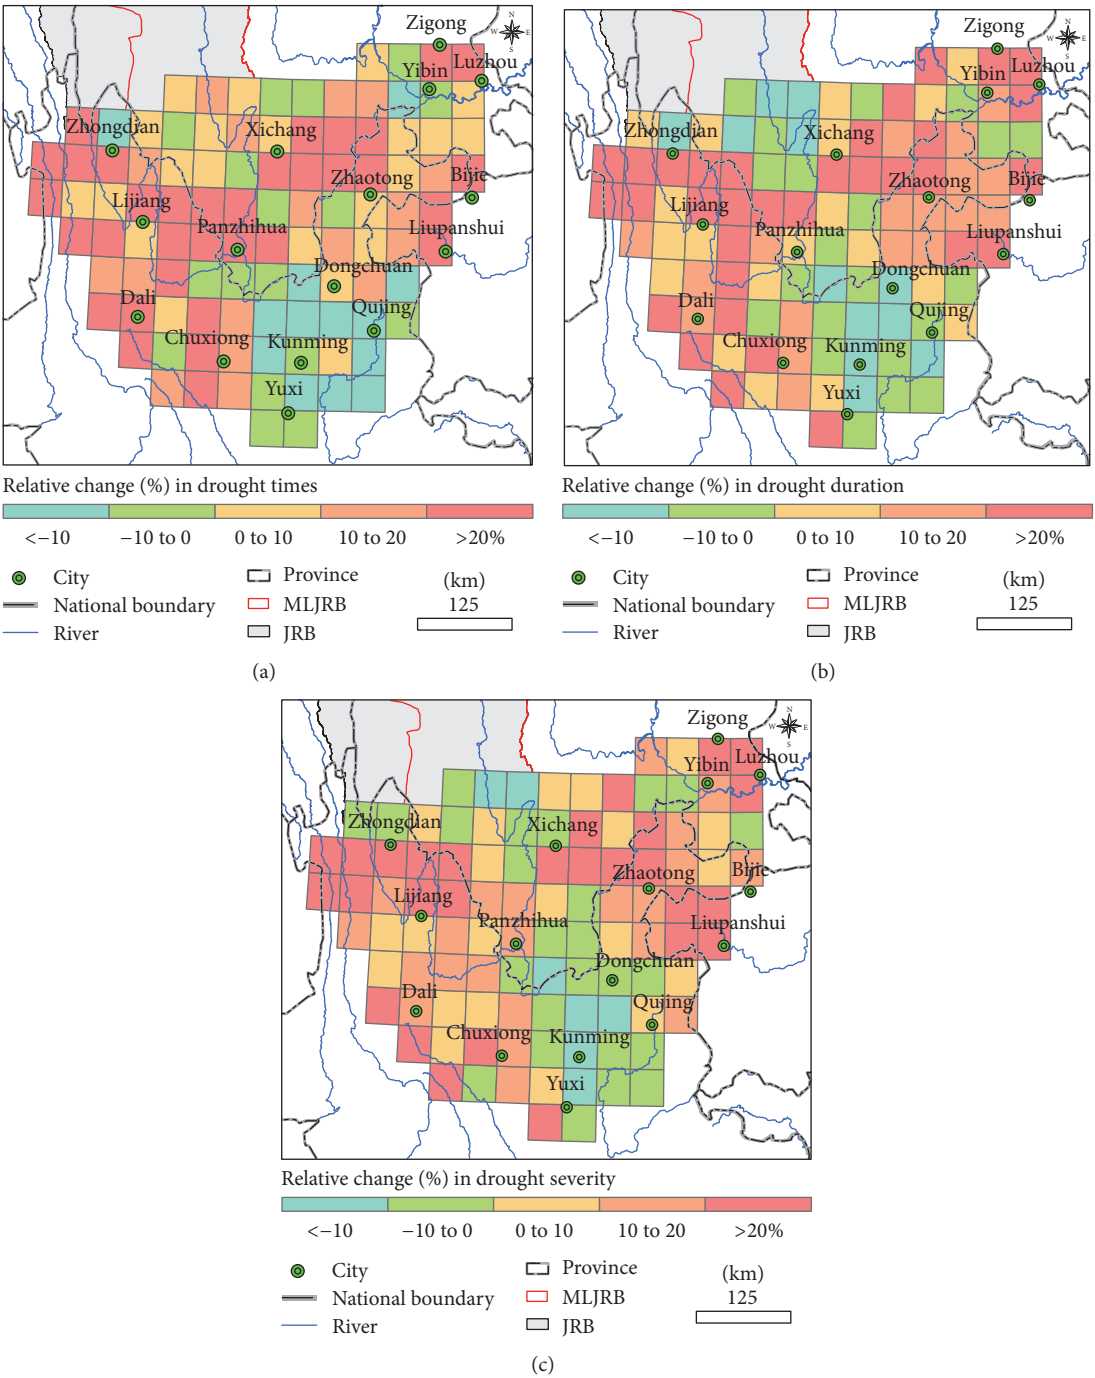 Zigong
N
W E
S
Luzhou
Yibin
Zhongdian
Xichang
Zhaotong
Bijie
Lijiang
Panzhihua
Liupanshui
Dongchuan
Dali
Qujing
Chuxiong
Kunming
Yuxi
Relative change (%) in drought times
<−10 −10 to 0 0 to 10 10 to 20 >20%
City
National boundary
River
Province
MLJRB
JRB
(km)
125
(a)
Zigong
N
W E
S
Luzhou
Yibin
Zhongdian
Xichang
Zhaotong
Bijie
Lijiang
Panzhihua
Liupanshui
Dongchuan
Dali
Qujing
Chuxiong
Kunming
Yuxi
Relative change (%) in drought duration
<−10 −10 to 0 0 to 10 10 to 20 >20%
City
National boundary
River
Province
MLJRB
JRB
(km)
125
(b)
Zigong
N
W E
S
Luzhou
Yibin
Zhongdian
Xichang
Zhaotong
Bijie
Lijiang
Panzhihua
Liupanshui
Dongchuan
Dali
Qujing
Chuxiong
Kunming
Yuxi
Relative change (%) in drought severity
<−10 −10 to 0 0 to 10 10 to 20 >20%
City
National boundary
River
Province
MLJRB
JRB
(km)
125
(c)